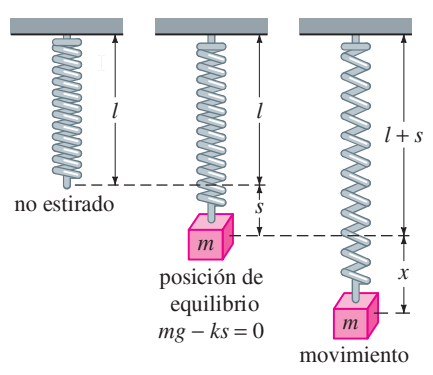 l
no estirado
l
s
m
posición de
equilibrio
mg – ks = 0
l + s
x
m
movimiento